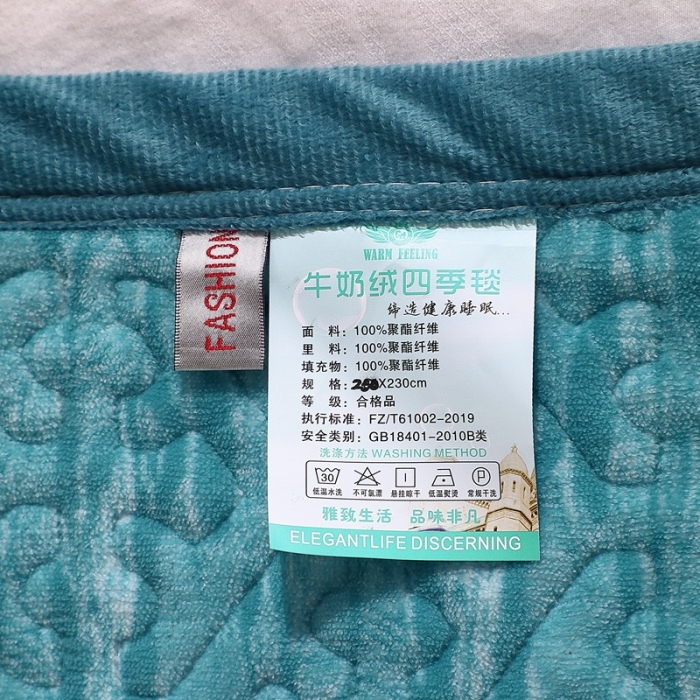 FASHION
WARM FEELING
牛奶绒四季毯
缔造健康睡眠...
面 料：100%聚酯纤维
里 料：100%聚酯纤维
填充物：100%聚酯纤维
规 格：250X230cm
等 级：合格品
执行标准：FZ/T61002-2019
安全类别：GB18401-2010B类
洗涤方法 WASHING METHOD
30 P
低温水洗 不可氯漂 悬挂晾干 低温熨烫 常规干洗
雅致生活 品味非凡
ELEGANTLIFE DISCERNING